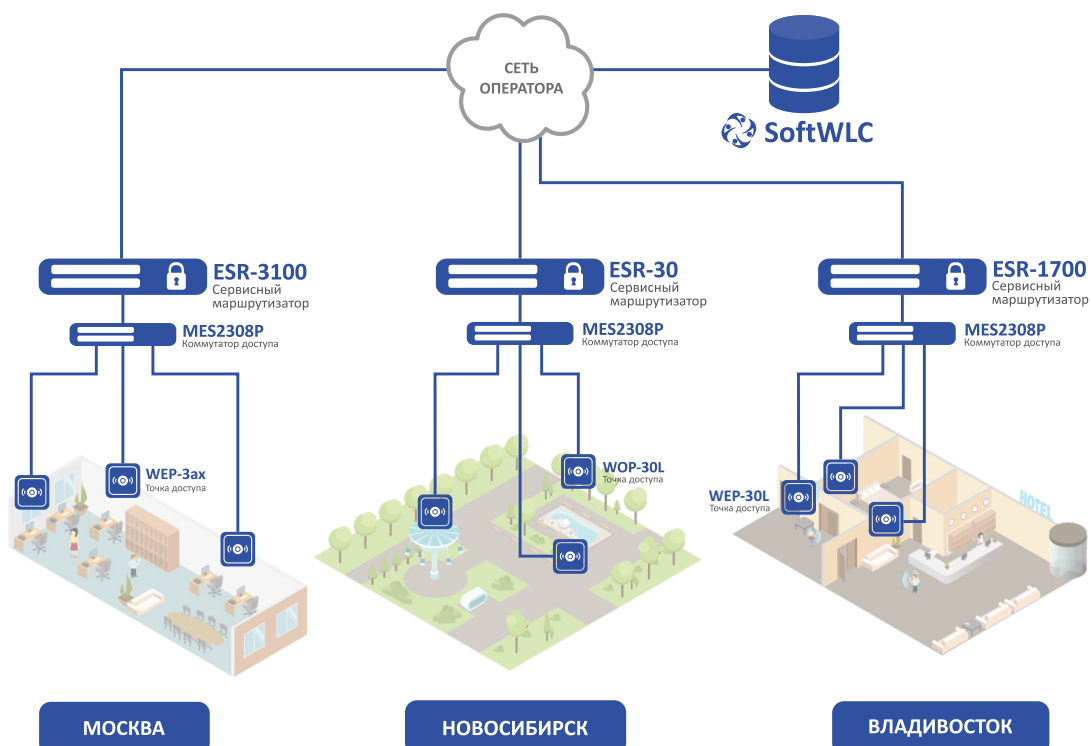 СЕТЬ
ОПЕРАТОРА
SoftWLC
ESR-3100
Сервисный
маршрутизатор
MES2308P
Коммутатор доступа
WEP-3ax
Точка доступа
ESR-30
Сервисный
маршрутизатор
MES2308P
Коммутатор доступа
WOP-30L
Точка доступа
ESR-1700
Сервисный
маршрутизатор
MES2308P
Коммутатор доступа
WEP-30L
Точка доступа
HOTEL
МОСКВА
НОВОСИБИРСК
ВЛАДИВОСТОК